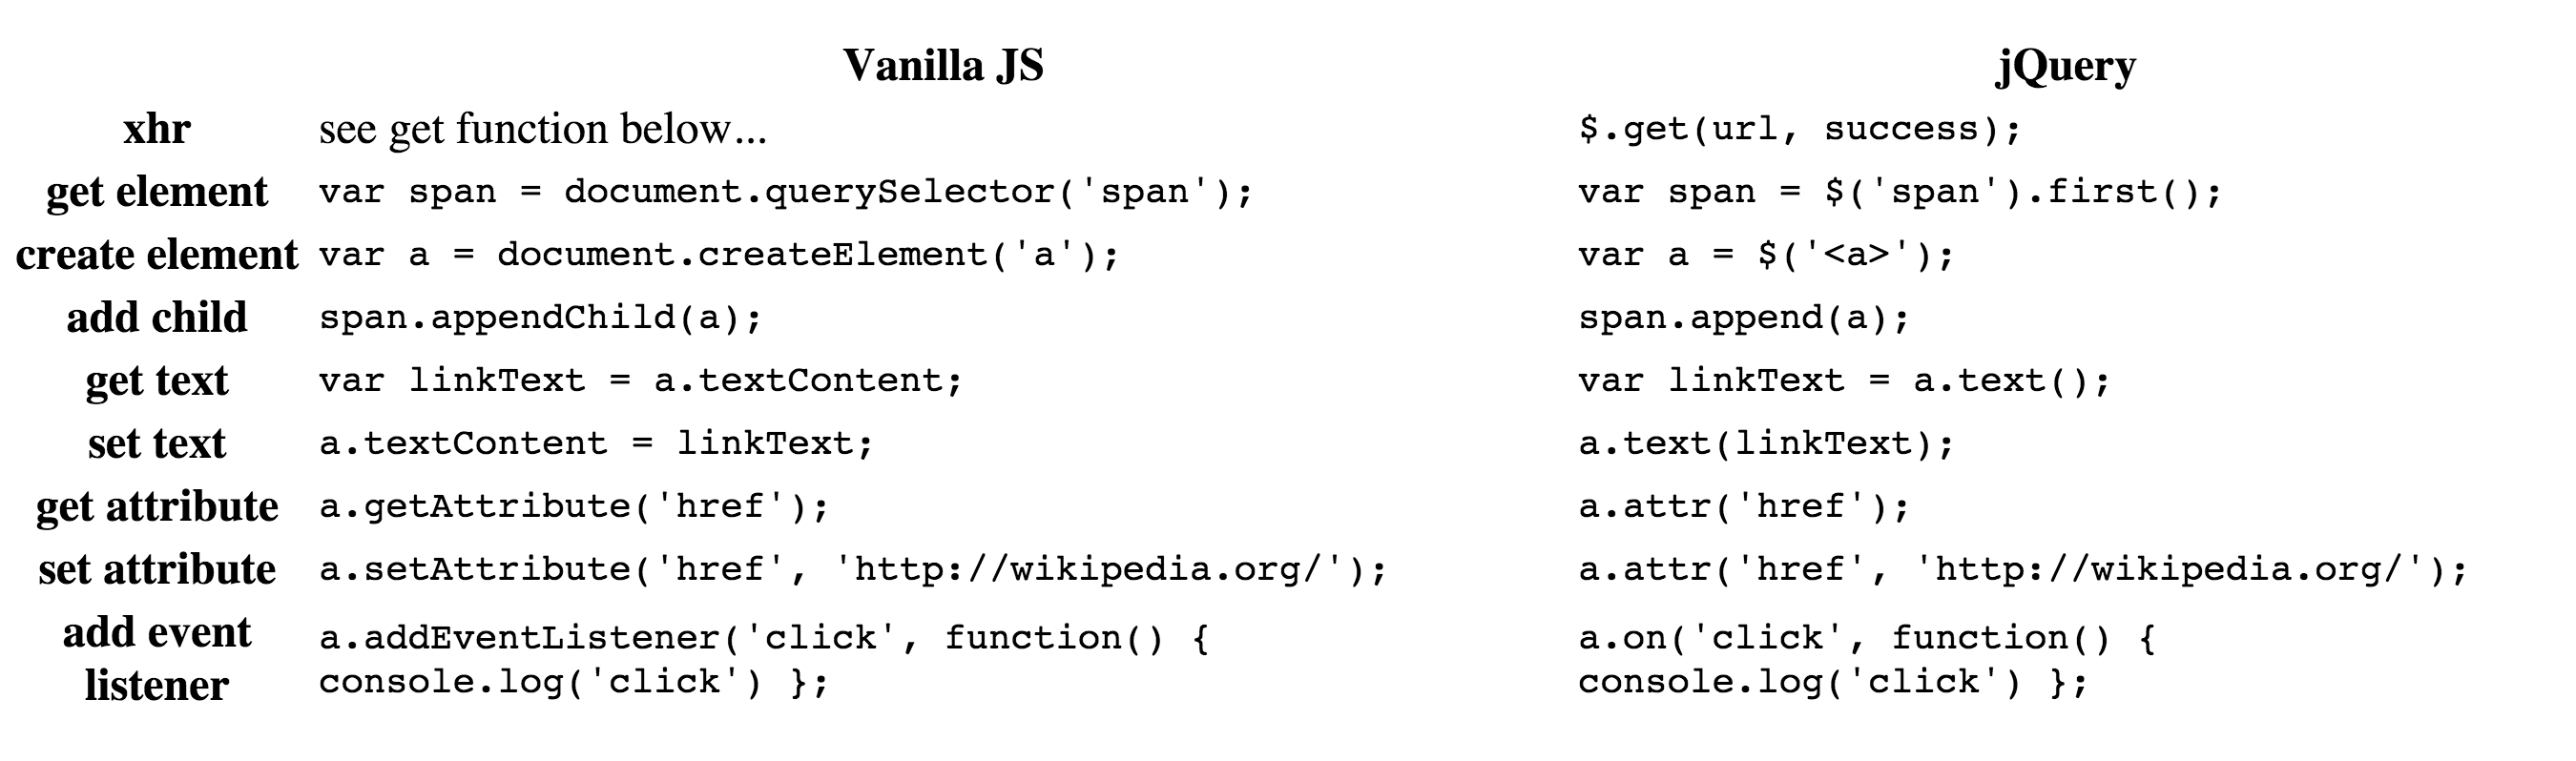 Vanilla JS jQuery
xhr see get function below... $.get(url, success);
get element var span = document.querySelector('span'); var span = $('span').first();
create element var a = document.createElement('a'); var a = $('<a>');
add child span.appendChild(a); span.append(a);
get text var linkText = a.textContent; var linkText = a.text();
set text a.textContent = linkText; a.text(linkText);
get attribute a.getAttribute('href'); a.attr('href');
set attribute a.setAttribute('href', 'http://wikipedia.org/'); a.attr('href', 'http://wikipedia.org/');
add event a.addEventListener('click', function() { a.on('click', function() {
listener console.log('click') }; console.log('click') };